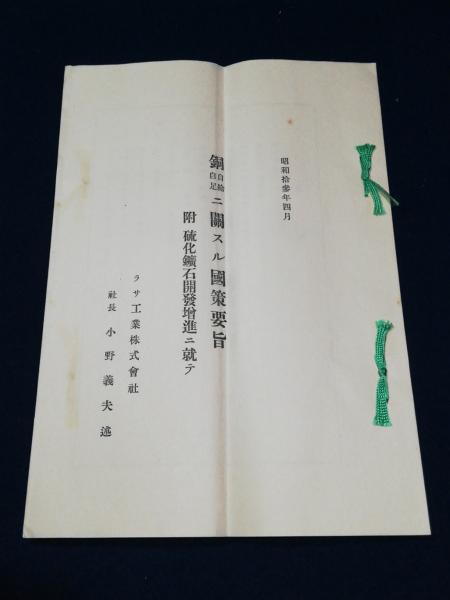 昭和拾參年四月
銅自給自足ニ關スル國策要旨
附 硫化鑛石開發增進ニ就テ
ラサ工業株式會社
社長 小野義夫 述